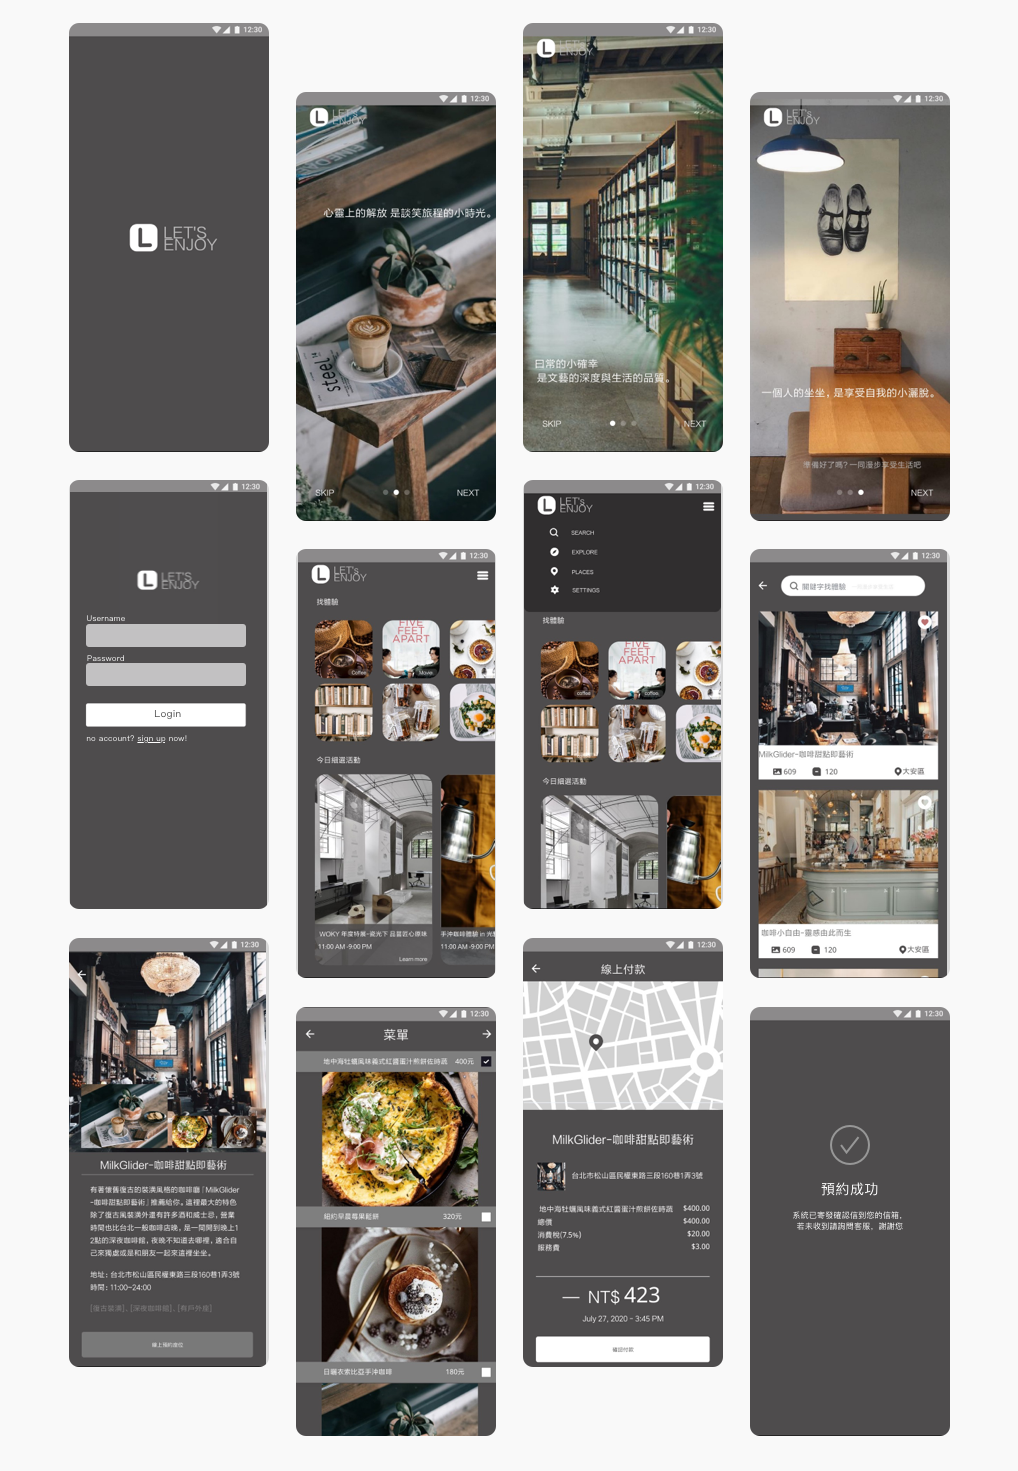 12:30
LET'S
ENJOY
12:30
LET's
ENJOY
心靈上的解放 是談笑旅程的小時光。
steel
SKIP
NEXT
12:30
LET's
ENJOY
日常的小確幸
是文藝的深度與生活的品質。
SKIP
NEXT
12:30
LET's
ENJOY
一個人的坐坐，是享受自我的小灑脫。
準備好了嗎？一同漫步享受生活吧
NEXT
12:30
LET'S
ENJOY
Username
Password
Login
no account? sign up now!
12:30
LET's
ENJOY
找體驗
Coffee
FIVE
FEET
APART
Movie
今日細選活動
WOKY 年度特展-瓷光下 品嘗匠心原味
11:00 AM -9:00 PM
Learn more
手沖咖啡體驗 in
11:00 AM -9:00 PM
12:30
LET's
ENJOY
SEARCH
EXPLORE
PLACES
SETTINGS
找體驗
coffee
FIVE
FEET
APART
coffee
今日細選活動
12:30
關鍵字找體驗
MilkGlider-咖啡甜點即藝術
609
120
大安區
咖啡小自由-靈感由此而生
609
120
大安區
12:30
MilkGlider-咖啡甜點即藝術
有著懷舊復古的裝潢風格的咖啡廳「MilkGlider
-咖啡甜點即藝術」推薦給你。這裡最大的特色
除了復古風裝潢外還有許多酒和威士忌，營業
時間也比台北一般咖啡店晚，是一間開到晚上1
2點的深夜咖啡館，夜晚不知道去哪裡，適合自
己來獨處或是和朋友一起來這裡坐坐。
地址：台北市松山區民權東路三段160巷1弄3號
時間：11:00~24:00
[復古裝潢]，[深夜咖啡館]，[有戶外座]
線上預約座位
12:30
菜單
地中海牡蠣風味義式紅醬蛋汁煎餅佐時蔬
400元
紐約早晨莓果鬆餅
320元
日曬衣索比亞手沖咖啡
180元
12:30
線上付款
MilkGlider-咖啡甜點即藝術
台北市松山區民權東路三段160巷1弄3號
地中海牡蠣風味義式紅醬蛋汁煎餅佐時蔬 $400.00
總價 $400.00
消費稅(7.5%) $20.00
服務費 $3.00
— NT$ 423
July 27, 2020 - 3:45 PM
確認付款
12:30
預約成功
系統已寄發確認信到您的信箱，
若未收到請詢問客服，謝謝您